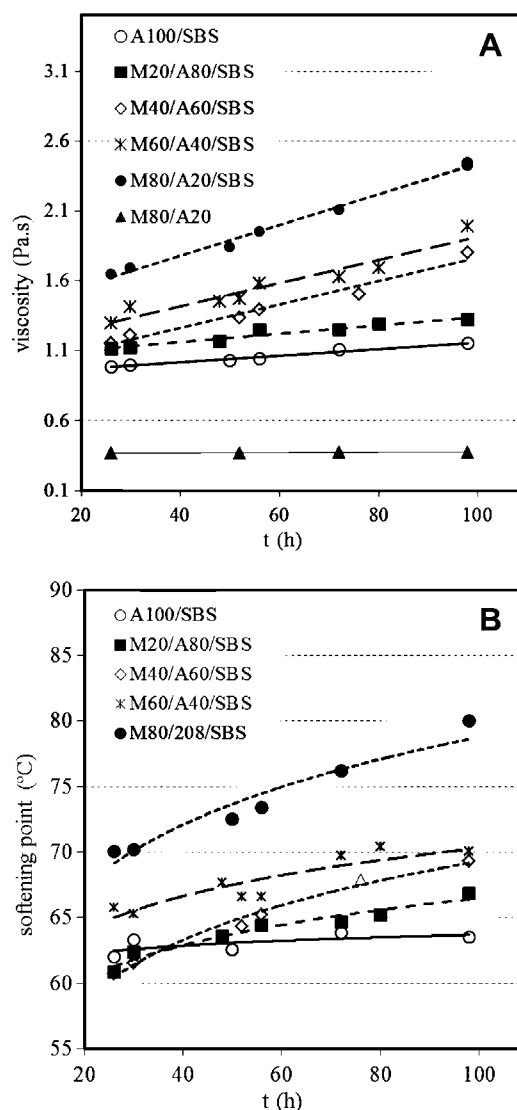 A
A100/SBS
M20/A80/SBS
M40/A60/SBS
M60/A40/SBS
M80/A20/SBS
M80/A20
3.1
2.6
2.1
1.6
1.1
0.6
0.1
viscosity (Pa.s)
20 40 60 80 100
t (h)
B
A100/SBS
M20/A80/SBS
M40/A60/SBS
M60/A40/SBS
M80/208/SBS
90
85
80
75
70
65
60
55
softening point (ºC)
20 40 60 80 100
t (h)